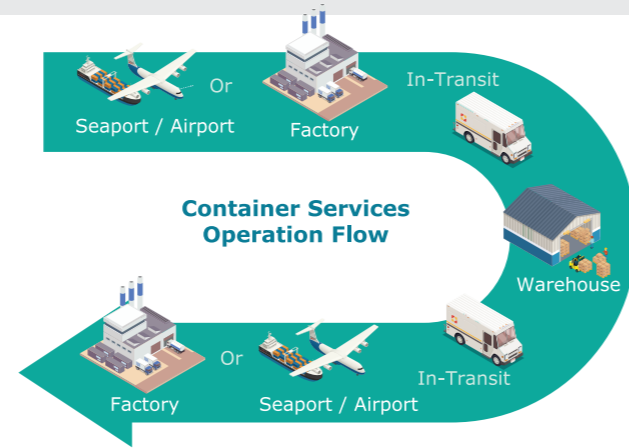 Or
In-Transit
Seaport / Airport
Factory
Container Services
Operation Flow
Warehouse
Or
In-Transit
Factory
Seaport / Airport